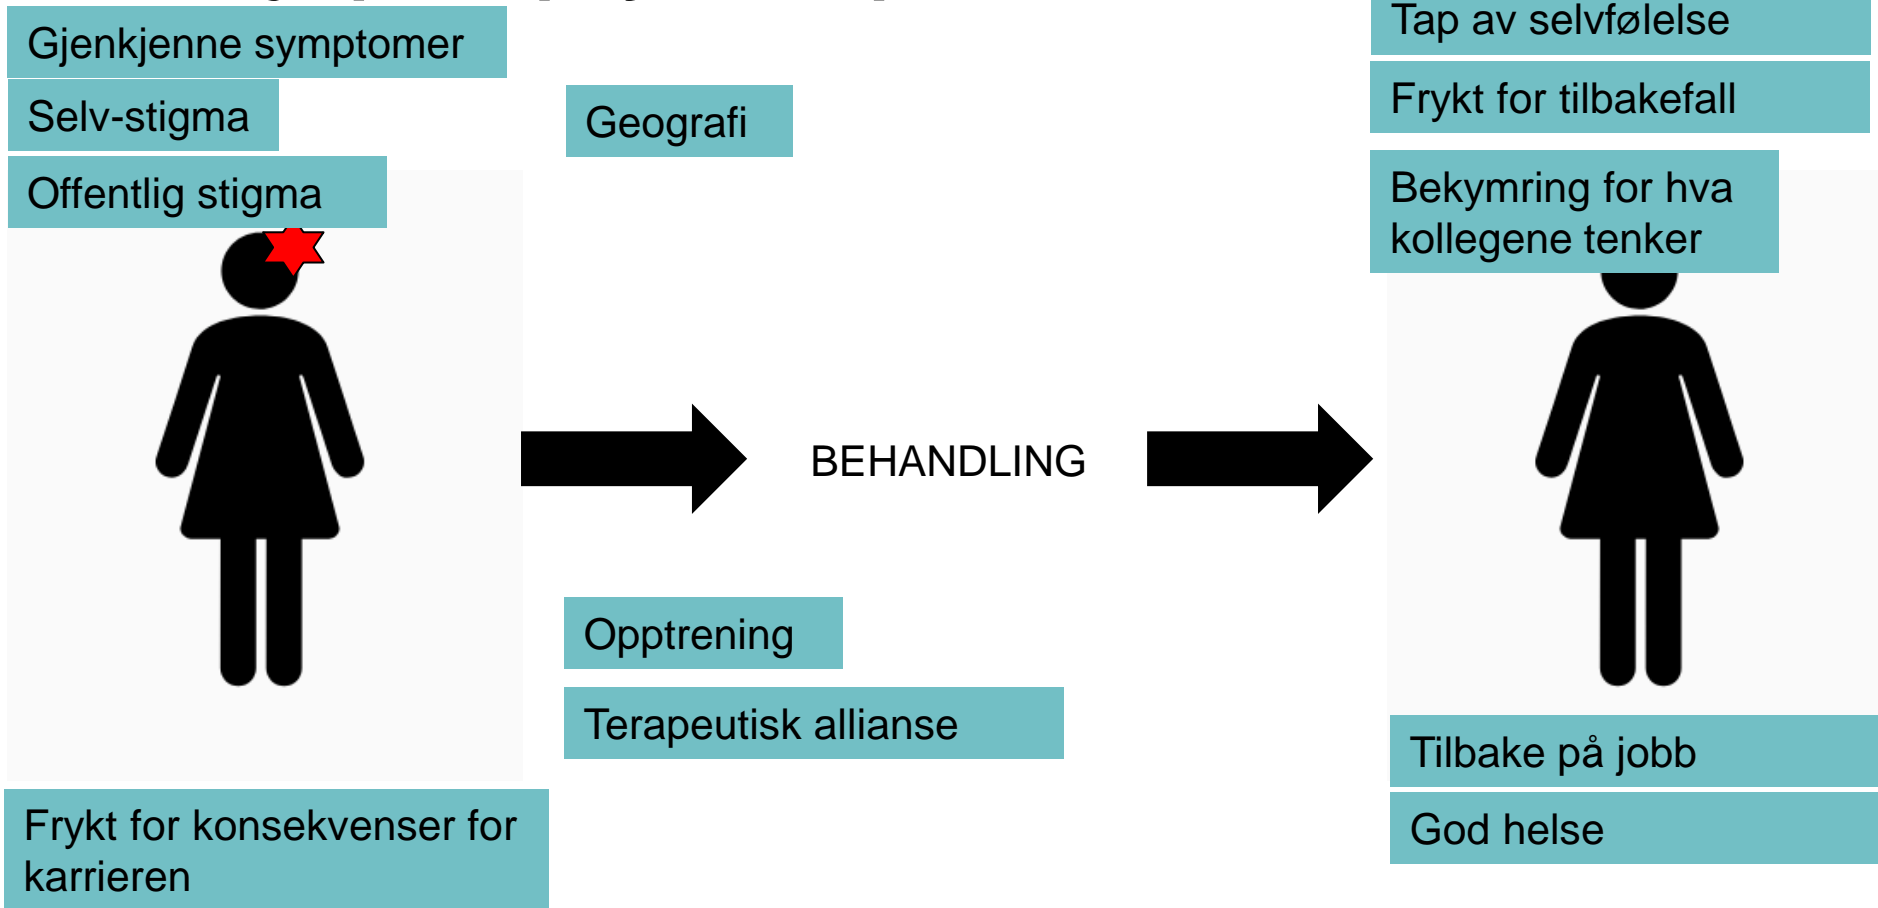 Gjenkjenne symptomer
Selv-stigma
Offentlig stigma
Geografi
Tap av selvfølelse
Frykt for tilbakefall
Bekymring for hva
kollegene tenker
BEHANDLING
Opptrening
Terapeutisk allianse
Frykt for konsekvenser for
karrieren
Tilbake på jobb
God helse